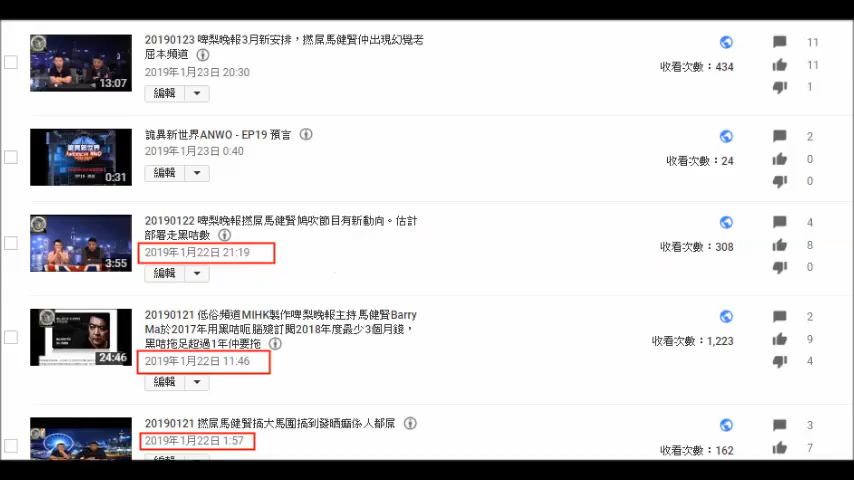 20190123 啤梨晚報3月新安排，撚屌馬健賢仲出現幻覺老
屈本頻道
2019年1月23日 20:30
13:07
編輯
收看次數：434
11
11
1
詭異新世界ANWO - EP19 預言
2019年1月23日 0:40
0:31
編輯
收看次數：24
2
0
0
20190122 啤梨晚報撚屌馬健賢鳩吹節目有新動向。估計
部署走黑咭數
2019年1月22日 21:19
3:55
編輯
收看次數：308
4
8
0
20190121 低俗頻道MIHK製作啤梨晚報主持馬健賢Barry
Ma於2017年用黑咭呃腦殘訂閱2018年度最少3個月錢，
黑咭拖足超過1年仲要拖
2019年1月22日 11:46
24:46
編輯
收看次數：1,223
2
9
4
20190121 撚屌馬健賢搞大馬團搞到發晒癲係人都屌
2019年1月22日 1:57
收看次數：162
3
7